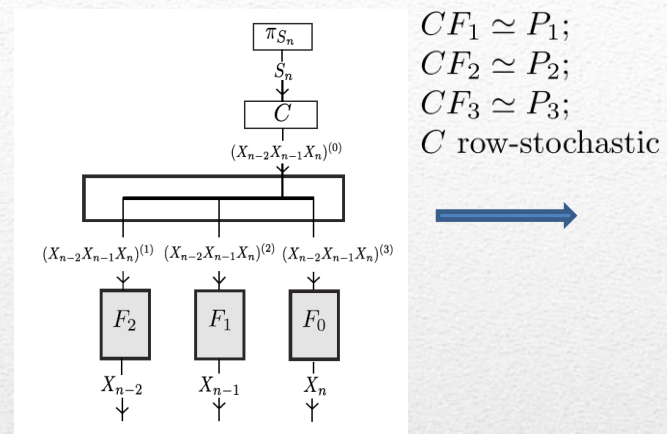 π_{S_n}
S_n
C
(X_{n-2}X_{n-1}X_n)^{(0)}
(X_{n-2}X_{n-1}X_n)^{(1)} (X_{n-2}X_{n-1}X_n)^{(2)} (X_{n-2}X_{n-1}X_n)^{(3)}
F_2 F_1 F_0
X_{n-2} X_{n-1} X_n
CF_1 ≃ P_1;
CF_2 ≃ P_2;
CF_3 ≃ P_3;
C row-stochastic